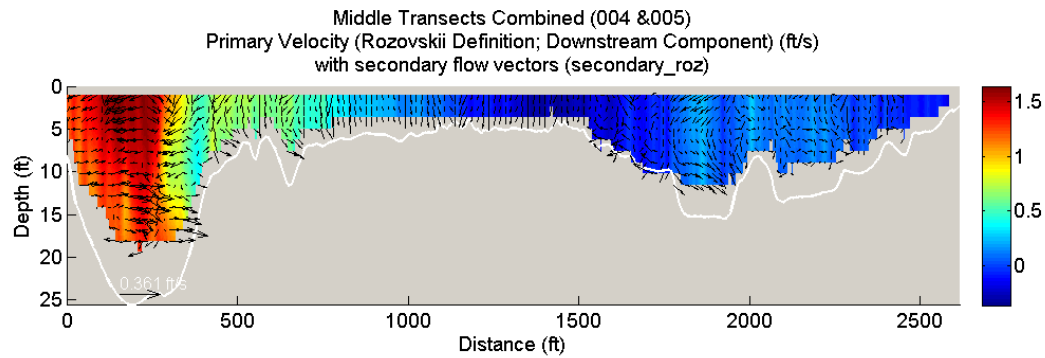 Middle Transects Combined (004 &005)
Primary Velocity (Rozovskii Definition; Downstream Component) (ft/s)
with secondary flow vectors (secondary_roz)
0
5
10
15
20
25
Depth (ft)
0.361 ft/s
0
500
1000
1500
2000
2500
Distance (ft)
1.5
1
0.5
0